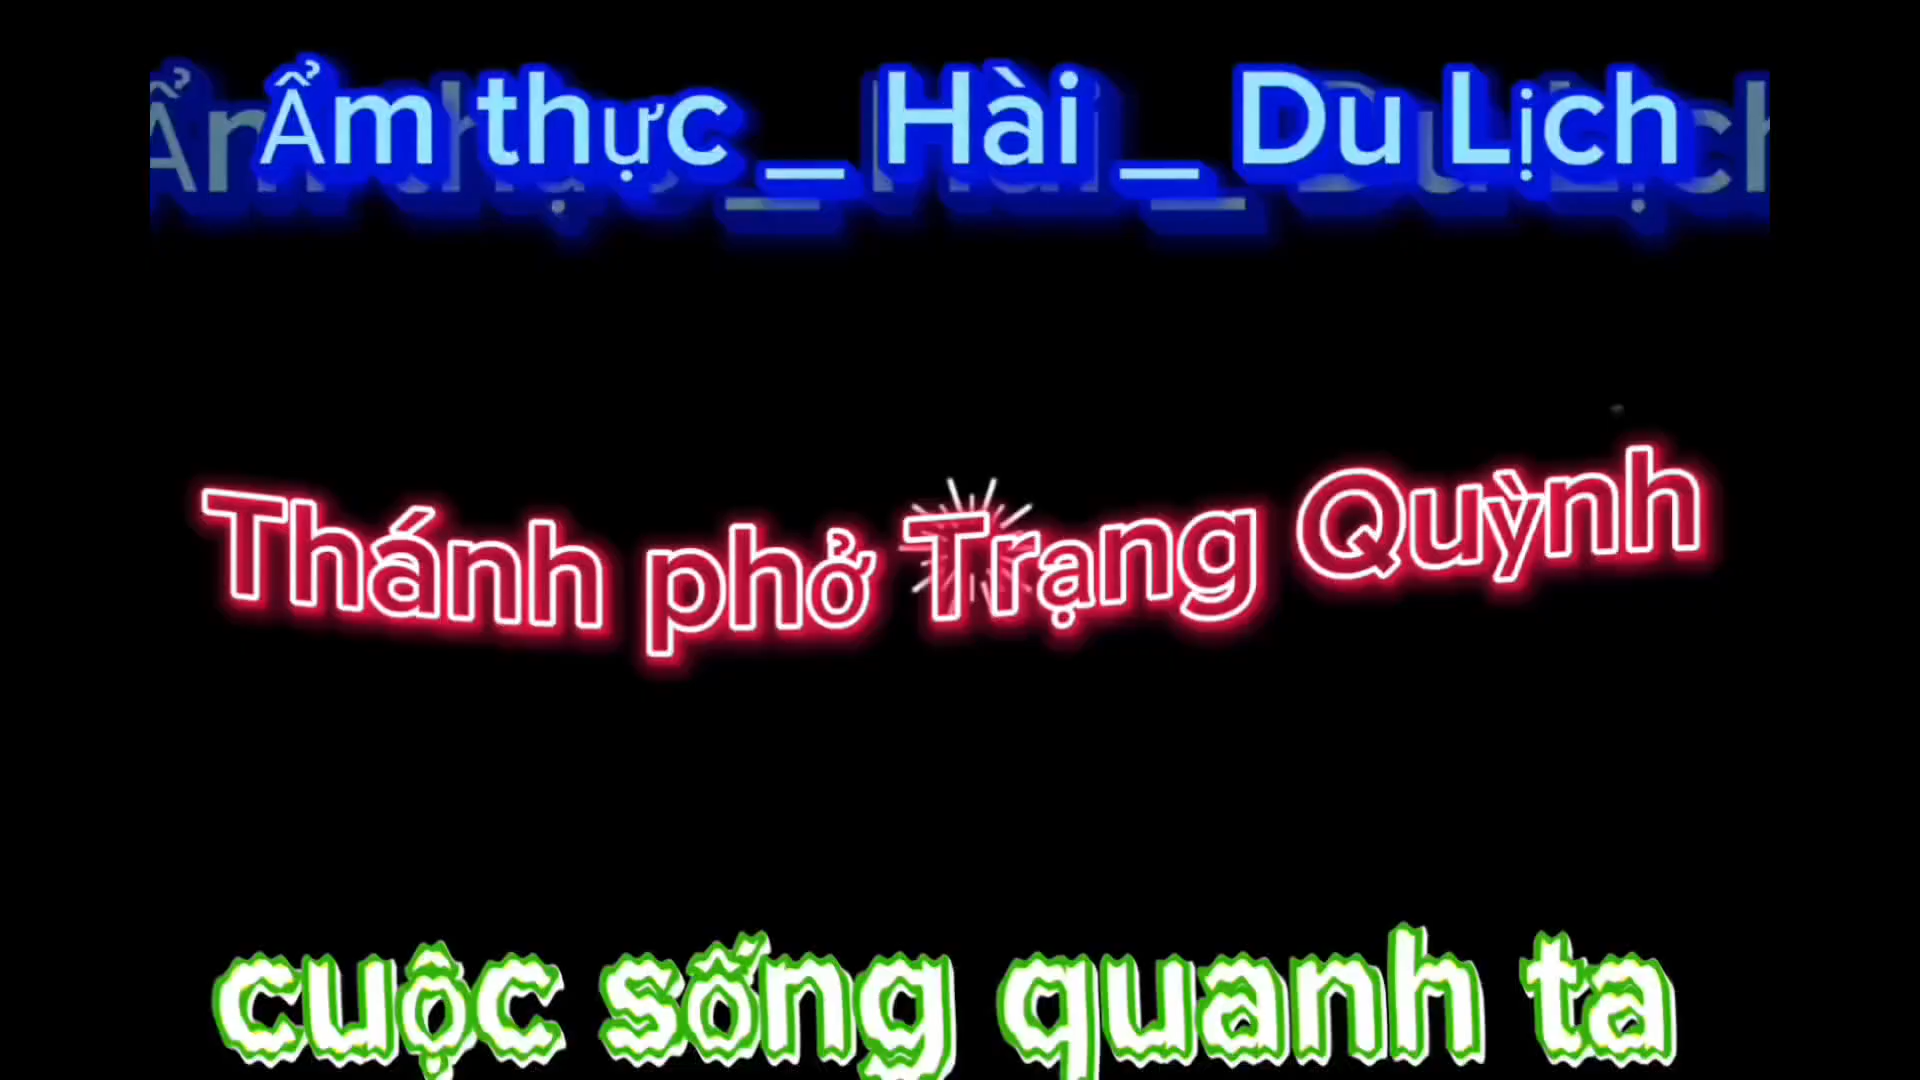 Ẩm thực _ Hài _ Du Lịch
Thánh phở Trạng Quỳnh
cuộc sống quanh ta